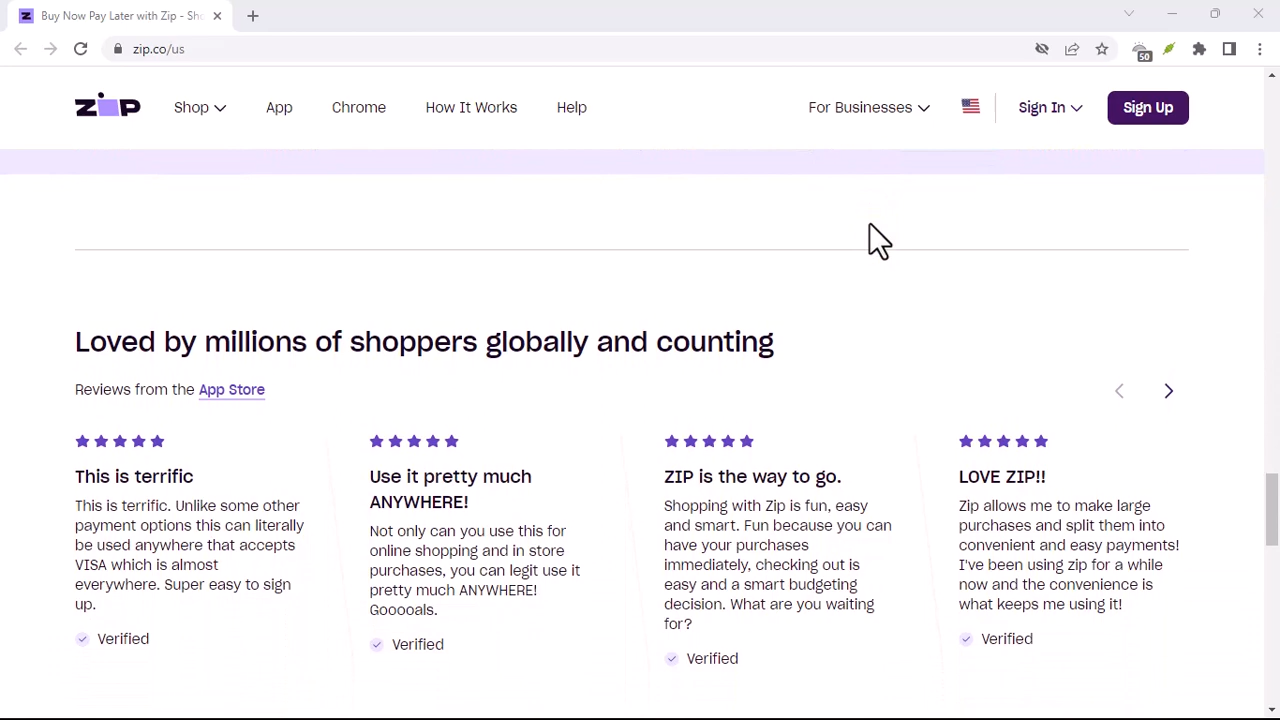 Buy Now Pay Later with Zip - Sho
zip.co/us
50
ZIP
Shop
App
Chrome
How It Works
Help
For Businesses
Sign In
Sign Up
Loved by millions of shoppers globally and counting
Reviews from the App Store
This is terrific
This is terrific. Unlike some other
payment options this can literally
be used anywhere that accepts
VISA which is almost
everywhere. Super easy to sign
up.
Verified
Use it pretty much
ANYWHERE!
Not only can you use this for
online shopping and in store
purchases, you can legit use it
pretty much ANYWHERE!
Gooooals.
Verified
ZIP is the way to go.
Shopping with Zip is fun, easy
and smart. Fun because you can
have your purchases
immediately, checking out is
easy and a smart budgeting
decision. What are you waiting
for?
Verified
LOVE ZIP!!
Zip allows me to make large
purchases and split them into
convenient and easy payments!
I've been using zip for a while
now and the convenience is
what keeps me using it!
Verified